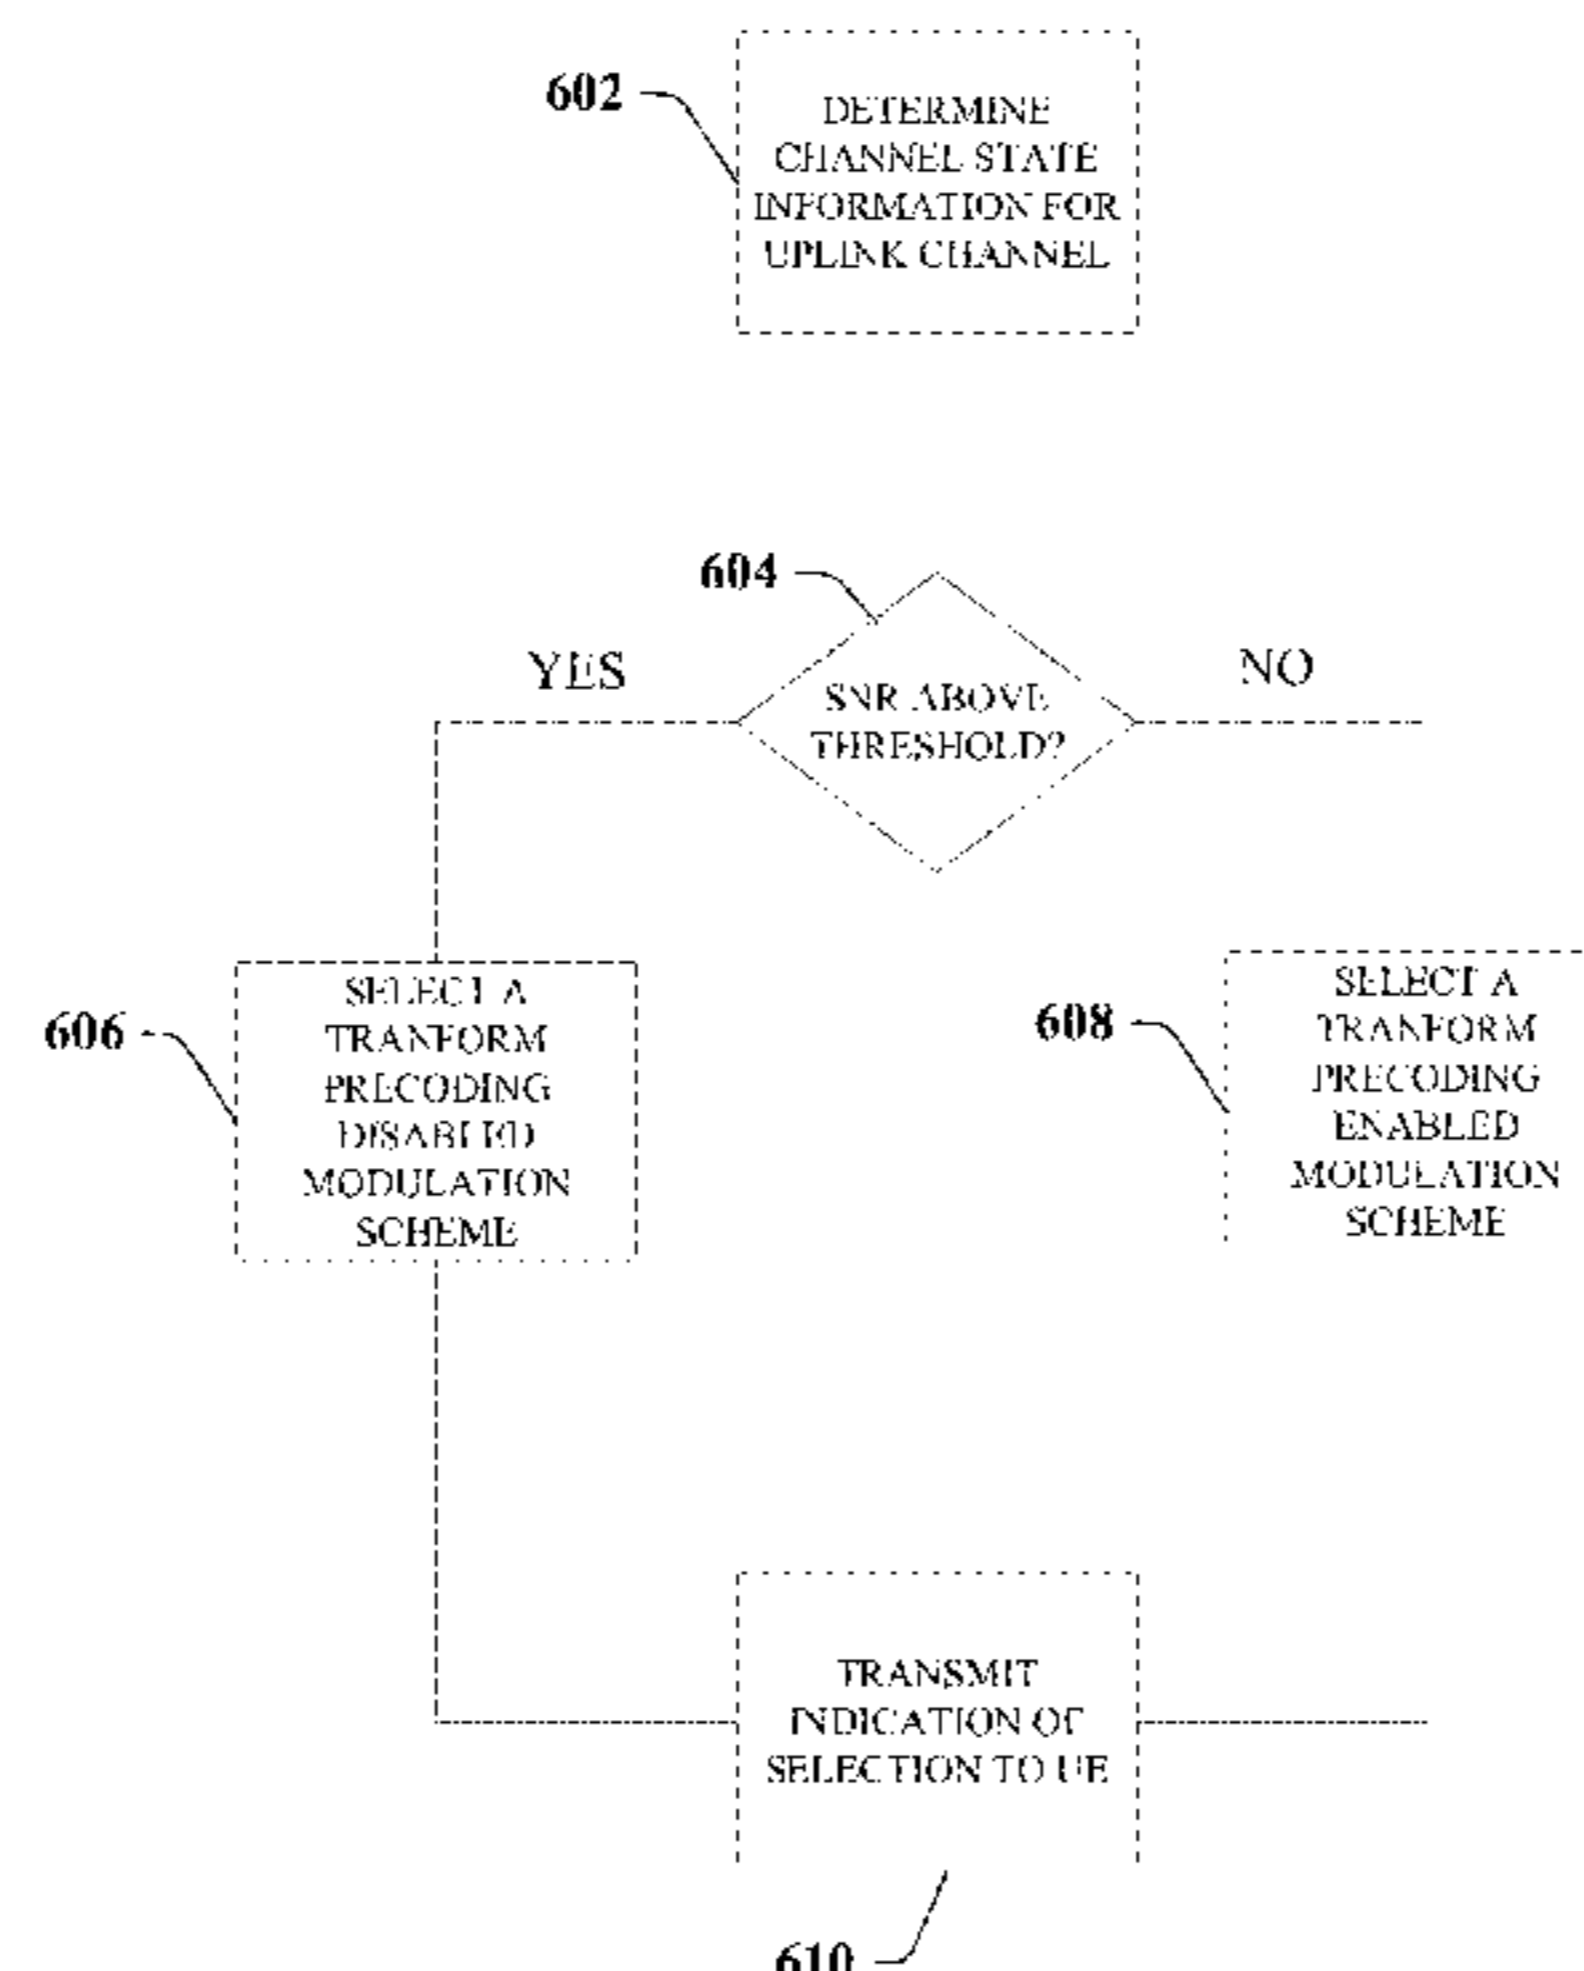 602
DETERMINE
CHANNEL STATE
INFORMATION FOR
UPLINK CHANNEL
604
YES
NO
SNR ABOVE
THRESHOLD?
606
SELECT A
TRANFORM
PRECODING
DISABLED
MODULATION
SCHEME
608
SELECT A
TRANFORM
PRECODING
ENABLED
MODULATION
SCHEME
TRANSMIT
INDICATION OF
SELECTION TO UE
610